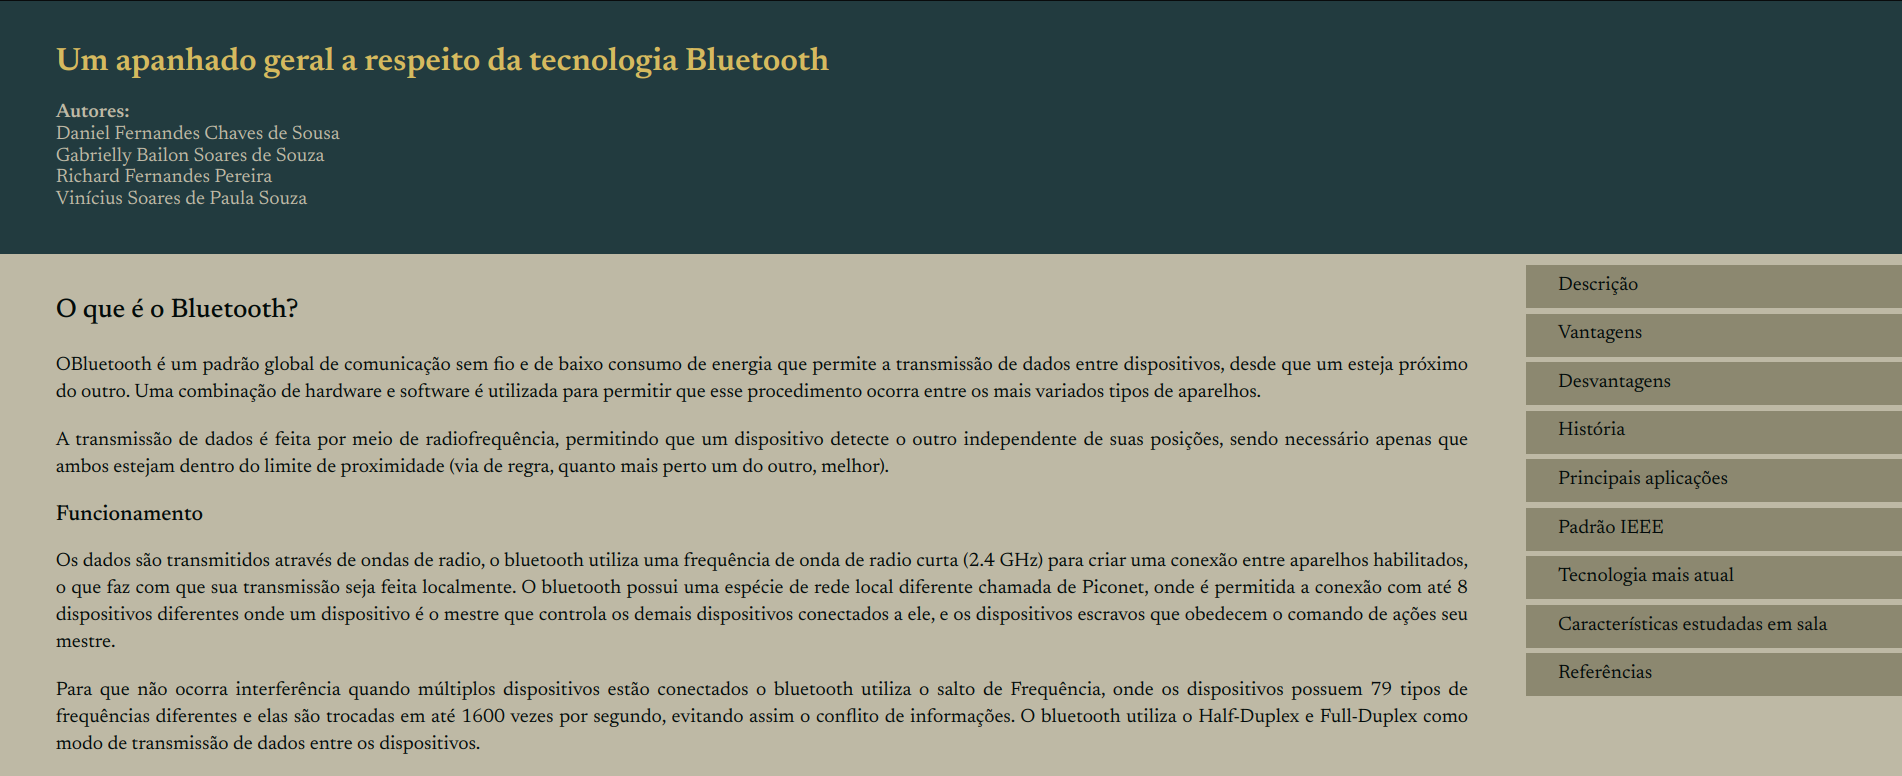 Um apanhado geral a respeito da tecnologia Bluetooth
Autores:
Daniel Fernandes Chaves de Sousa
Gabrielly Bailon Soares de Souza
Richard Fernandes Pereira
Vinícius Soares de Paula Souza
O que é o Bluetooth?
OBluetooth é um padrão global de comunicação sem fio e de baixo consumo de energia que permite a transmissão de dados entre dispositivos, desde que um esteja próximo
do outro. Uma combinação de hardware e software é utilizada para permitir que esse procedimento ocorra entre os mais variados tipos de aparelhos.
A transmissão de dados é feita por meio de radiofrequência, permitindo que um dispositivo detecte o outro independente de suas posições, sendo necessário apenas que
ambos estejam dentro do limite de proximidade (via de regra, quanto mais perto um do outro, melhor).
Funcionamento
Os dados são transmitidos através de ondas de radio, o bluetooth utiliza uma frequência de onda de radio curta (2.4 GHz) para criar uma conexão entre aparelhos habilitados,
o que faz com que sua transmissão seja feita localmente. O bluetooth possui uma espécie de rede local diferente chamada de Piconet, onde é permitida a conexão com até 8
dispositivos diferentes onde um dispositivo é o mestre que controla os demais dispositivos conectados a ele, e os dispositivos escravos que obedecem o comando de ações seu
mestre.
Para que não ocorra interferência quando múltiplos dispositivos estão conectados o bluetooth utiliza o salto de Frequência, onde os dispositivos possuem 79 tipos de
frequências diferentes e elas são trocadas em até 1600 vezes por segundo, evitando assim o conflito de informações. O bluetooth utiliza o Half-Duplex e Full-Duplex como
modo de transmissão de dados entre os dispositivos.
Descrição
Vantagens
Desvantagens
História
Principais aplicações
Padrão IEEE
Tecnologia mais atual
Características estudadas em sala
Referências